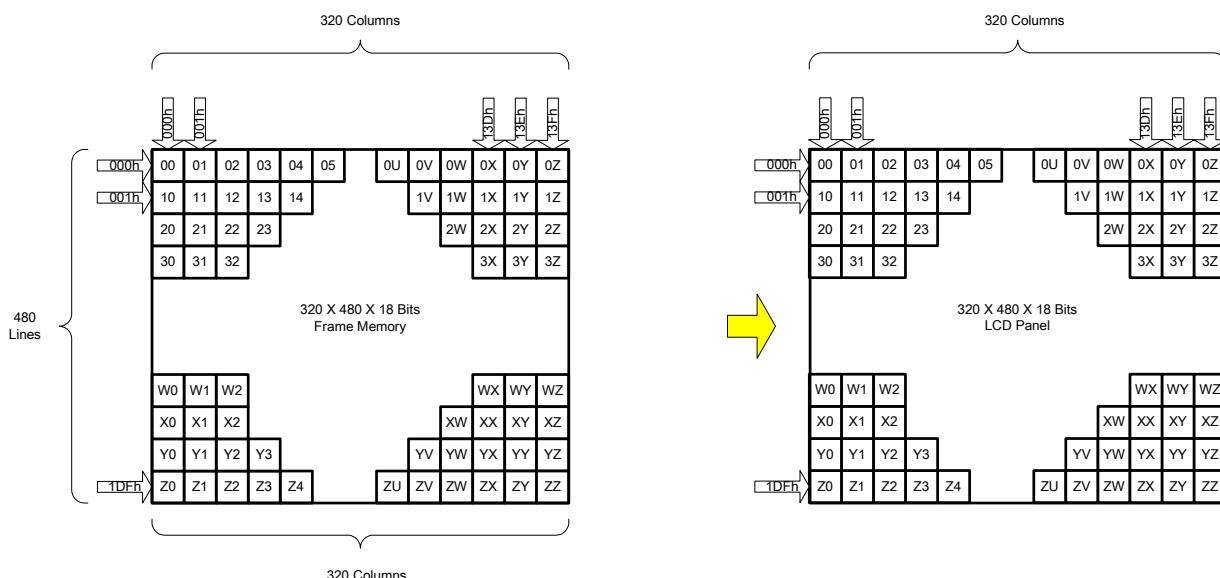 320 Columns
320 Columns
000h 001h 13Dh 13Eh 13Fh
000h 001h 13Dh 13Eh 13Fh
000h 00 01 02 03 04 05 0U 0V 0W 0X 0Y 0Z
000h 00 01 02 03 04 05 0U 0V 0W 0X 0Y 0Z
001h 10 11 12 13 14 1V 1W 1X 1Y 1Z
001h 10 11 12 13 14 1V 1W 1X 1Y 1Z
20 21 22 23 2W 2X 2Y 2Z
20 21 22 23 2W 2X 2Y 2Z
30 31 32 3X 3Y 3Z
30 31 32 3X 3Y 3Z
480
Lines
320 X 480 X 18 Bits
Frame Memory
320 X 480 X 18 Bits
LCD Panel
W0 W1 W2 WX WY WZ
W0 W1 W2 WX WY WZ
X0 X1 X2 XW XX XY XZ
X0 X1 X2 XW XX XY XZ
Y0 Y1 Y2 Y3 YV YW YX YY YZ
Y0 Y1 Y2 Y3 YV YW YX YY YZ
1DFh Z0 Z1 Z2 Z3 Z4 ZU ZV ZW ZX ZY ZZ
1DFh Z0 Z1 Z2 Z3 Z4 ZU ZV ZW ZX ZY ZZ
320 Columns